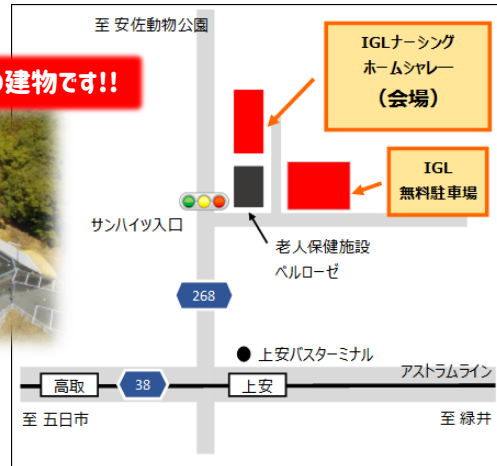 至 安佐動物公園
建物です!!
IGLナーシング
ホームシャレー
(会場)
IGL
無料駐車場
サンハイツ入口
老人保健施設
ベルローゼ
268
上安バスターミナル
アストラムライン
高取
38
上安
至 五日市
至 緑井